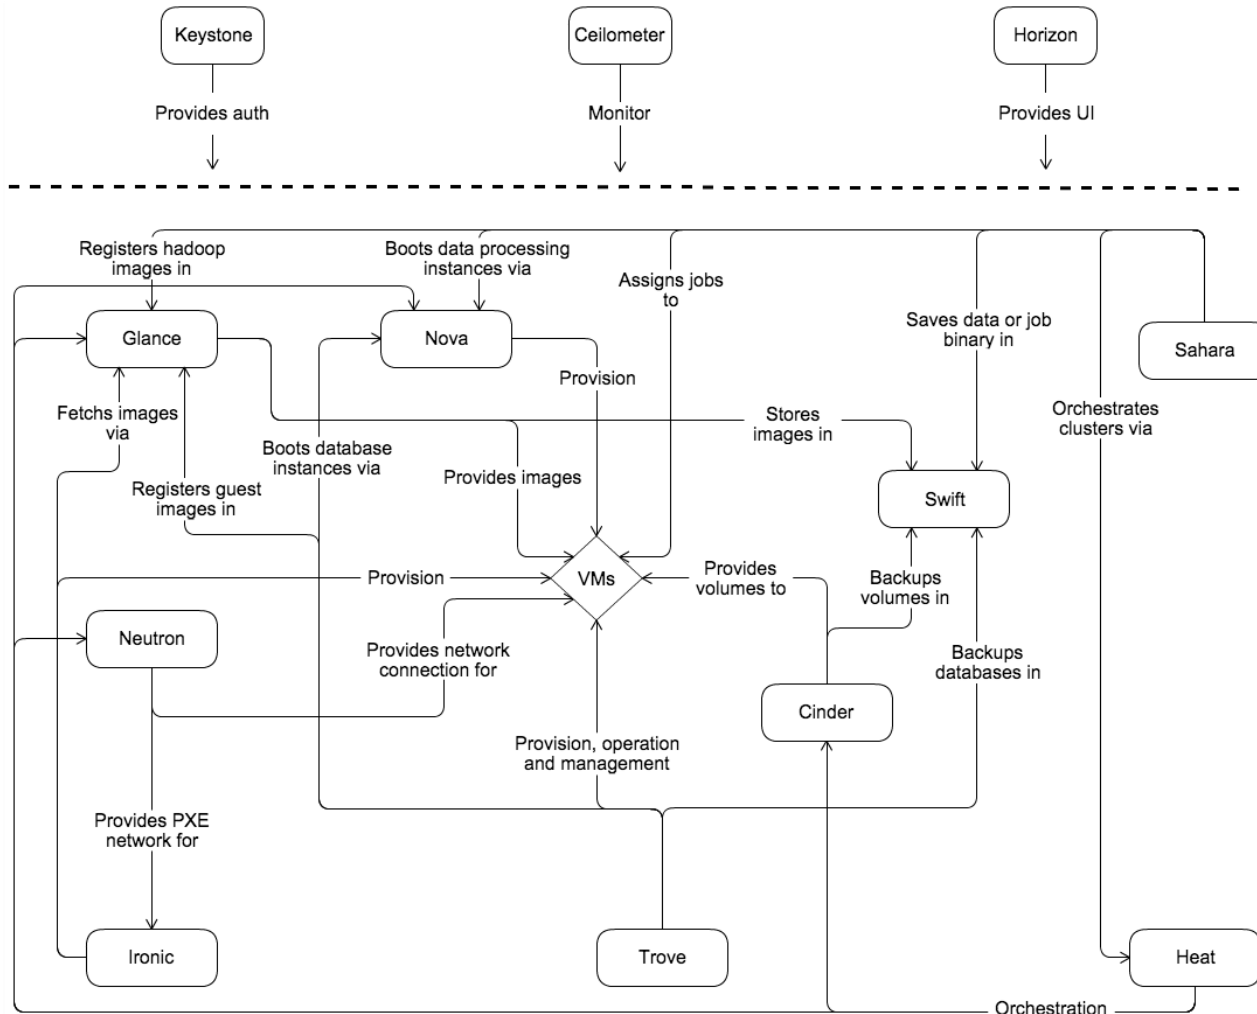 Keystone
Ceilometer
Horizon
Provides auth
Monitor
Provides UI
Registers hadoop
images in
Boots data processing
instances via
Assigns jobs
to
Saves data or job
binary in
Glance
Nova
Sahara
Provision
Fetchs images
via
Stores
images in
Orchestrates
clusters via
Boots database
instances via
Provides images
Registers guest
images in
Swift
Provision
VMs
Provides
volumes to
Backups
volumes in
Neutron
Provides network
connection for
Backups
databases in
Cinder
Provision, operation
and management
Provides PXE
network for
Ironic
Trove
Heat
Orchestration